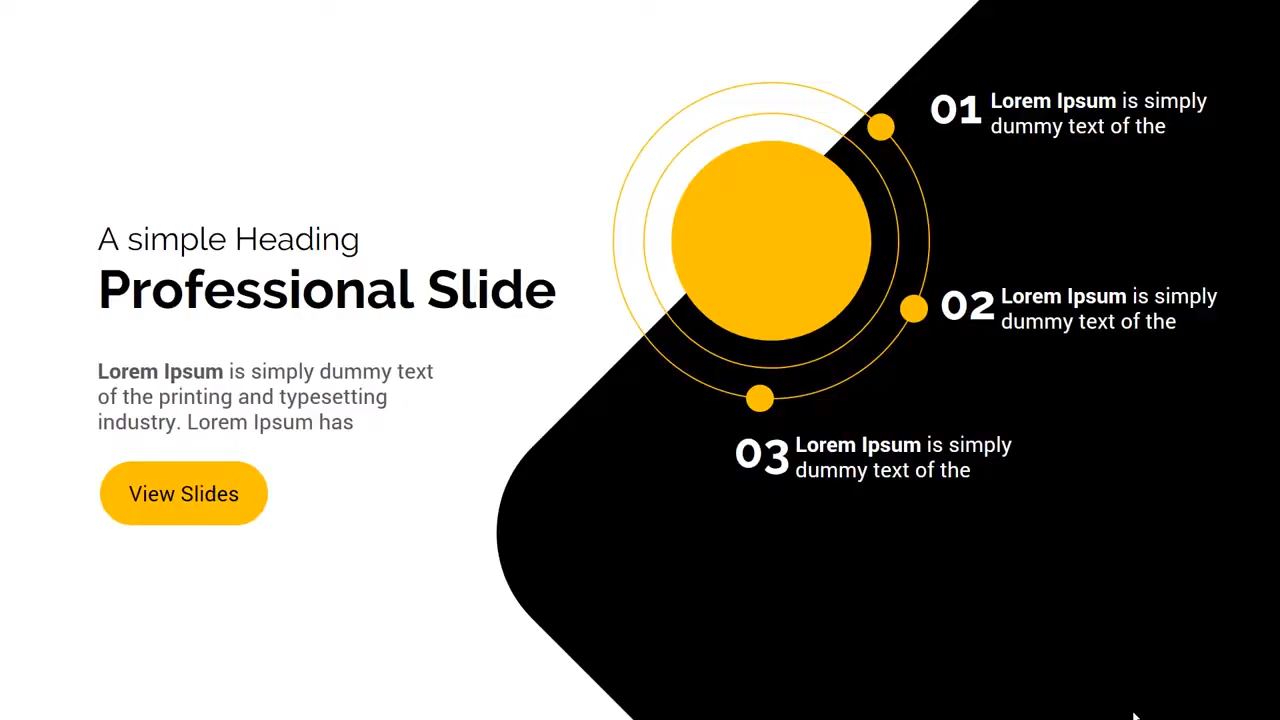 A simple Heading
Professional Slide
Lorem Ipsum is simply dummy text
of the printing and typesetting
industry. Lorem Ipsum has
View Slides
01
Lorem Ipsum is simply
dummy text of the
02
Lorem Ipsum is simply
dummy text of the
03
Lorem Ipsum is simply
dummy text of the